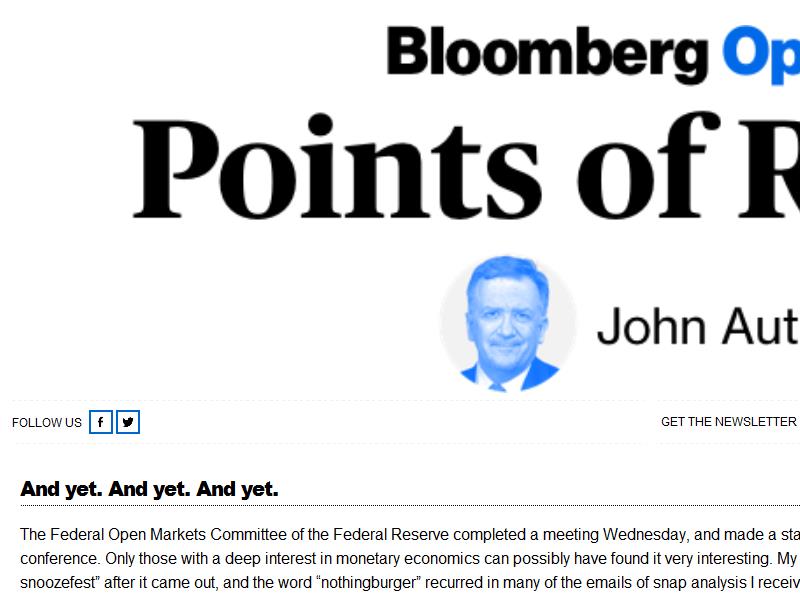 Bloomberg Op
Points of R
John Aut
FOLLOW US
GET THE NEWSLETTER
And yet. And yet. And yet.
The Federal Open Markets Committee of the Federal Reserve completed a meeting Wednesday, and made a sta
conference. Only those with a deep interest in monetary economics can possibly have found it very interesting. My
snoozefest” after it came out, and the word “nothingburger” recurred in many of the emails of snap analysis I receiv